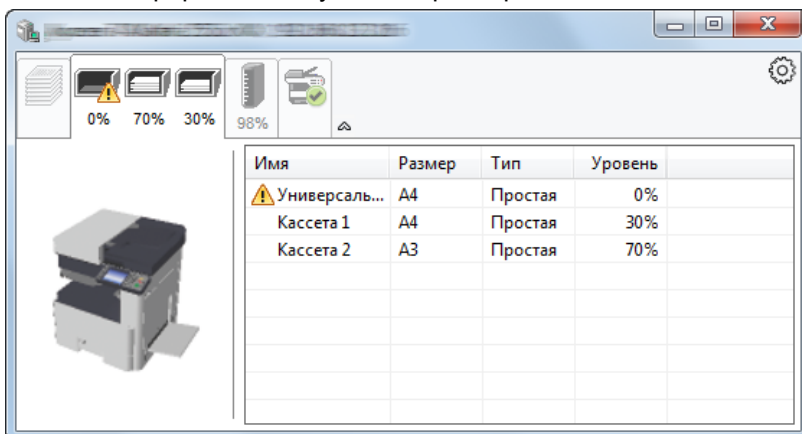 0% 70% 30% 98%
Имя Размер Тип Уровень
Универсаль... A4 Простая 0%
Кассета 1 A4 Простая 30%
Кассета 2 A3 Простая 70%